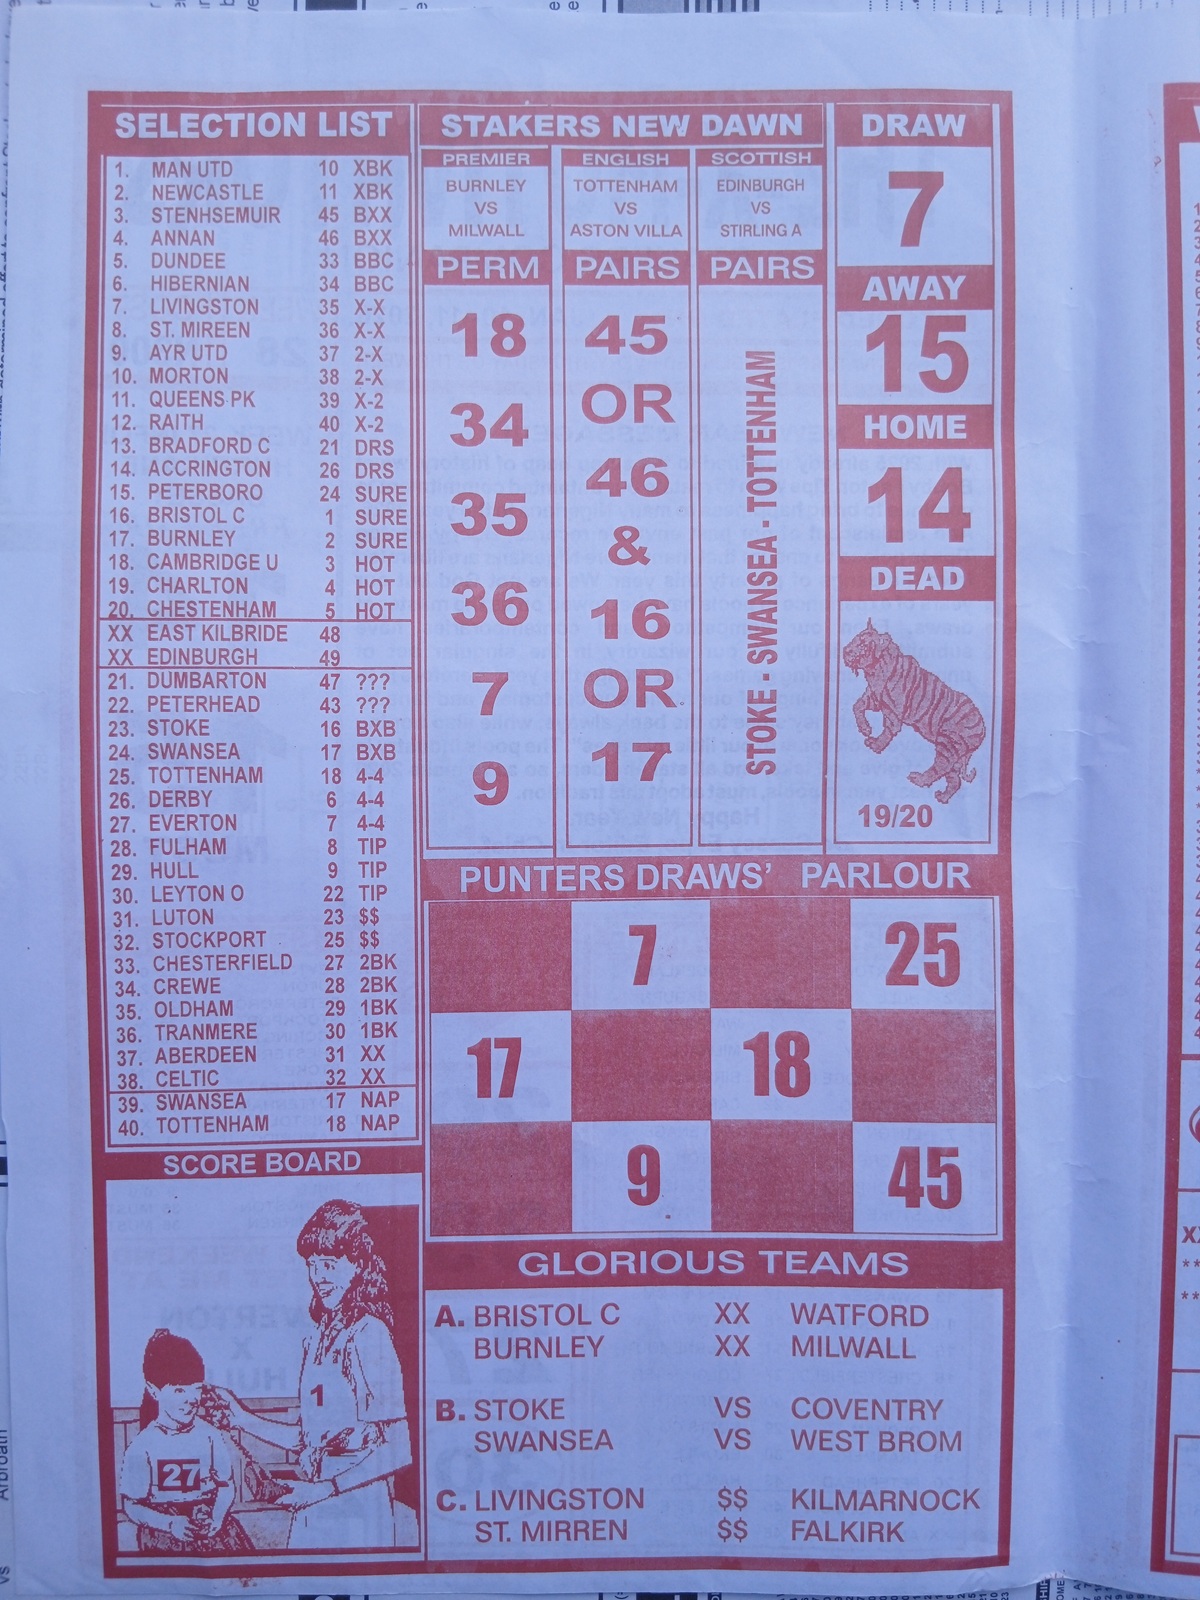 SELECTION LIST
1. MAN UTD 10 XBK
2. NEWCASTLE 11 XBK
3. STENHSEMUIR 45 BXX
4. ANNAN 46 BXX
5. DUNDEE 33 BBC
6. HIBERNIAN 34 BBC
7. LIVINGSTON 35 X-X
8. ST. MIREEN 36 X-X
9. AYR UTD 37 2-X
10. MORTON 38 2-X
11. QUEENS PK 39 X-2
12. RAITH 40 X-2
13. BRADFORD C 21 DRS
14. ACCRINGTON 26 DRS
15. PETERBORO 24 SURE
16. BRISTOL C 1 SURE
17. BURNLEY 2 SURE
18. CAMBRIDGE U 3 HOT
19. CHARLTON 4 HOT
20. CHESTENHAM 5 HOT
XX EAST KILBRIDE 48
XX EDINBURGH 49
21. DUMBARTON 47 ???
22. PETERHEAD 43 ???
23. STOKE 16 BXB
24. SWANSEA 17 BXB
25. TOTTENHAM 18 4-4
26. DERBY 6 4-4
27. EVERTON 7 4-4
28. FULHAM 8 TIP
29. HULL 9 TIP
30. LEYTON O 22 TIP
31. LUTON 23 $$
32. STOCKPORT 25 $$
33. CHESTERFIELD 27 2BK
34. CREWE 28 2BK
35. OLDHAM 29 1BK
36. TRANMERE 30 1BK
37. ABERDEEN 31 XX
38. CELTIC 32 XX
39. SWANSEA 17 NAP
40. TOTTENHAM 18 NAP
SCORE BOARD
1
27
STAKERS NEW DAWN
PREMIER
BURNLEY
VS
MILWALL
PERM
18
34
35
36
7
9
ENGLISH
TOTTENHAM
VS
ASTON VILLA
PAIRS
45
OR
46
&
16
OR
17
SCOTTISH
EDINBURGH
VS
STIRLING A
PAIRS
STOKE - SWANSEA - TOTTENHAM
DRAW
7
AWAY
15
HOME
14
DEAD
19/20
PUNTERS DRAWS' PARLOUR
7 25
17 18
9 45
GLORIOUS TEAMS
A. BRISTOL C XX WATFORD
BURNLEY XX MILWALL
B. STOKE VS COVENTRY
SWANSEA VS WEST BROM
C. LIVINGSTON $$ KILMARNOCK
ST. MIRREN $$ FALKIRK